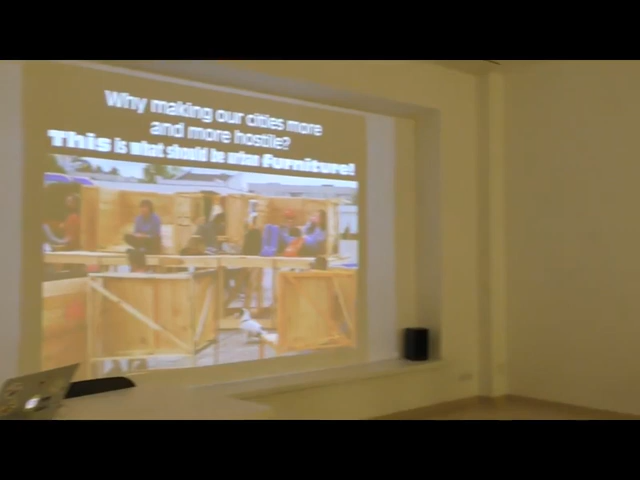 Why making our cities more
and more hostile?
This is what should be urban Furniture!